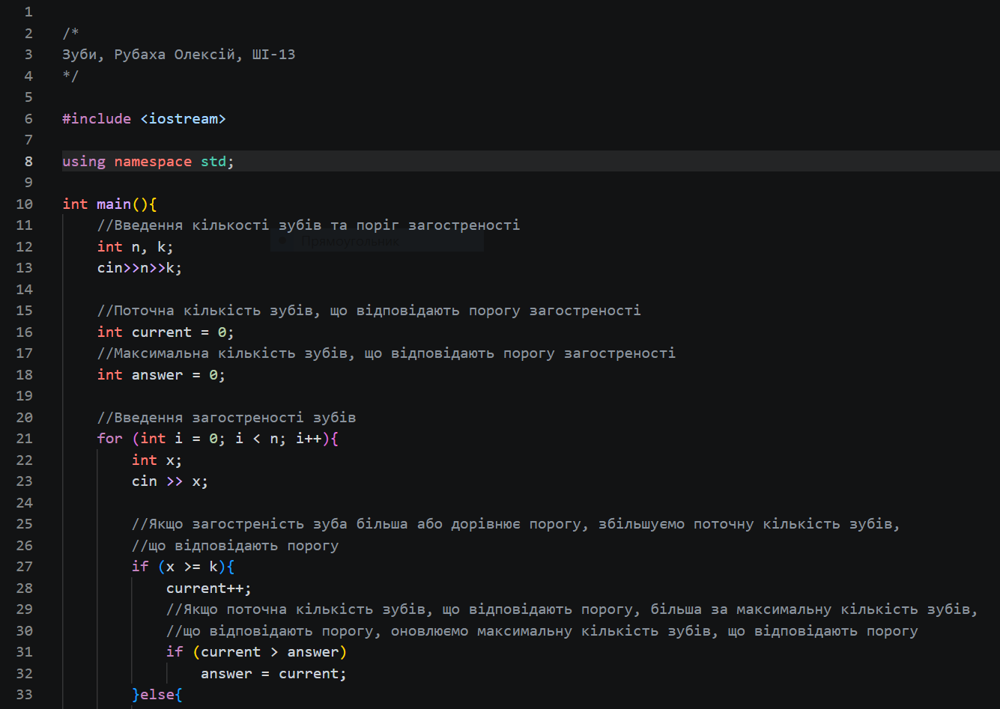 1
2 /*
3 Зуби, Рубаха Олексій, ШІ-13
4 */
5
6 #include <iostream>
7
8 using namespace std;
9
10 int main(){
11 //Введення кількості зубів та поріг загостреності
Прямоугольник
12 int n, k;
13 cin>>n>>k;
14
15 //Поточна кількість зубів, що відповідають порогу загостреності
16 int current = 0;
17 //Максимальна кількість зубів, що відповідають порогу загостреності
18 int answer = 0;
19
20 //Введення загостреності зубів
21 for (int i = 0; i < n; i++){
22 int x;
23 cin >> x;
24
25 //Якщо загостреність зуба більша або дорівнює порогу, збільшуємо поточну кількість зубів,
26 //що відповідають порогу
27 if (x >= k){
28 current++;
29 //Якщо поточна кількість зубів, що відповідають порогу, більша за максимальну кількість зубів,
30 //що відповідають порогу, оновлюємо максимальну кількість зубів, що відповідають порогу
31 if (current > answer)
32 answer = current;
33 }else{